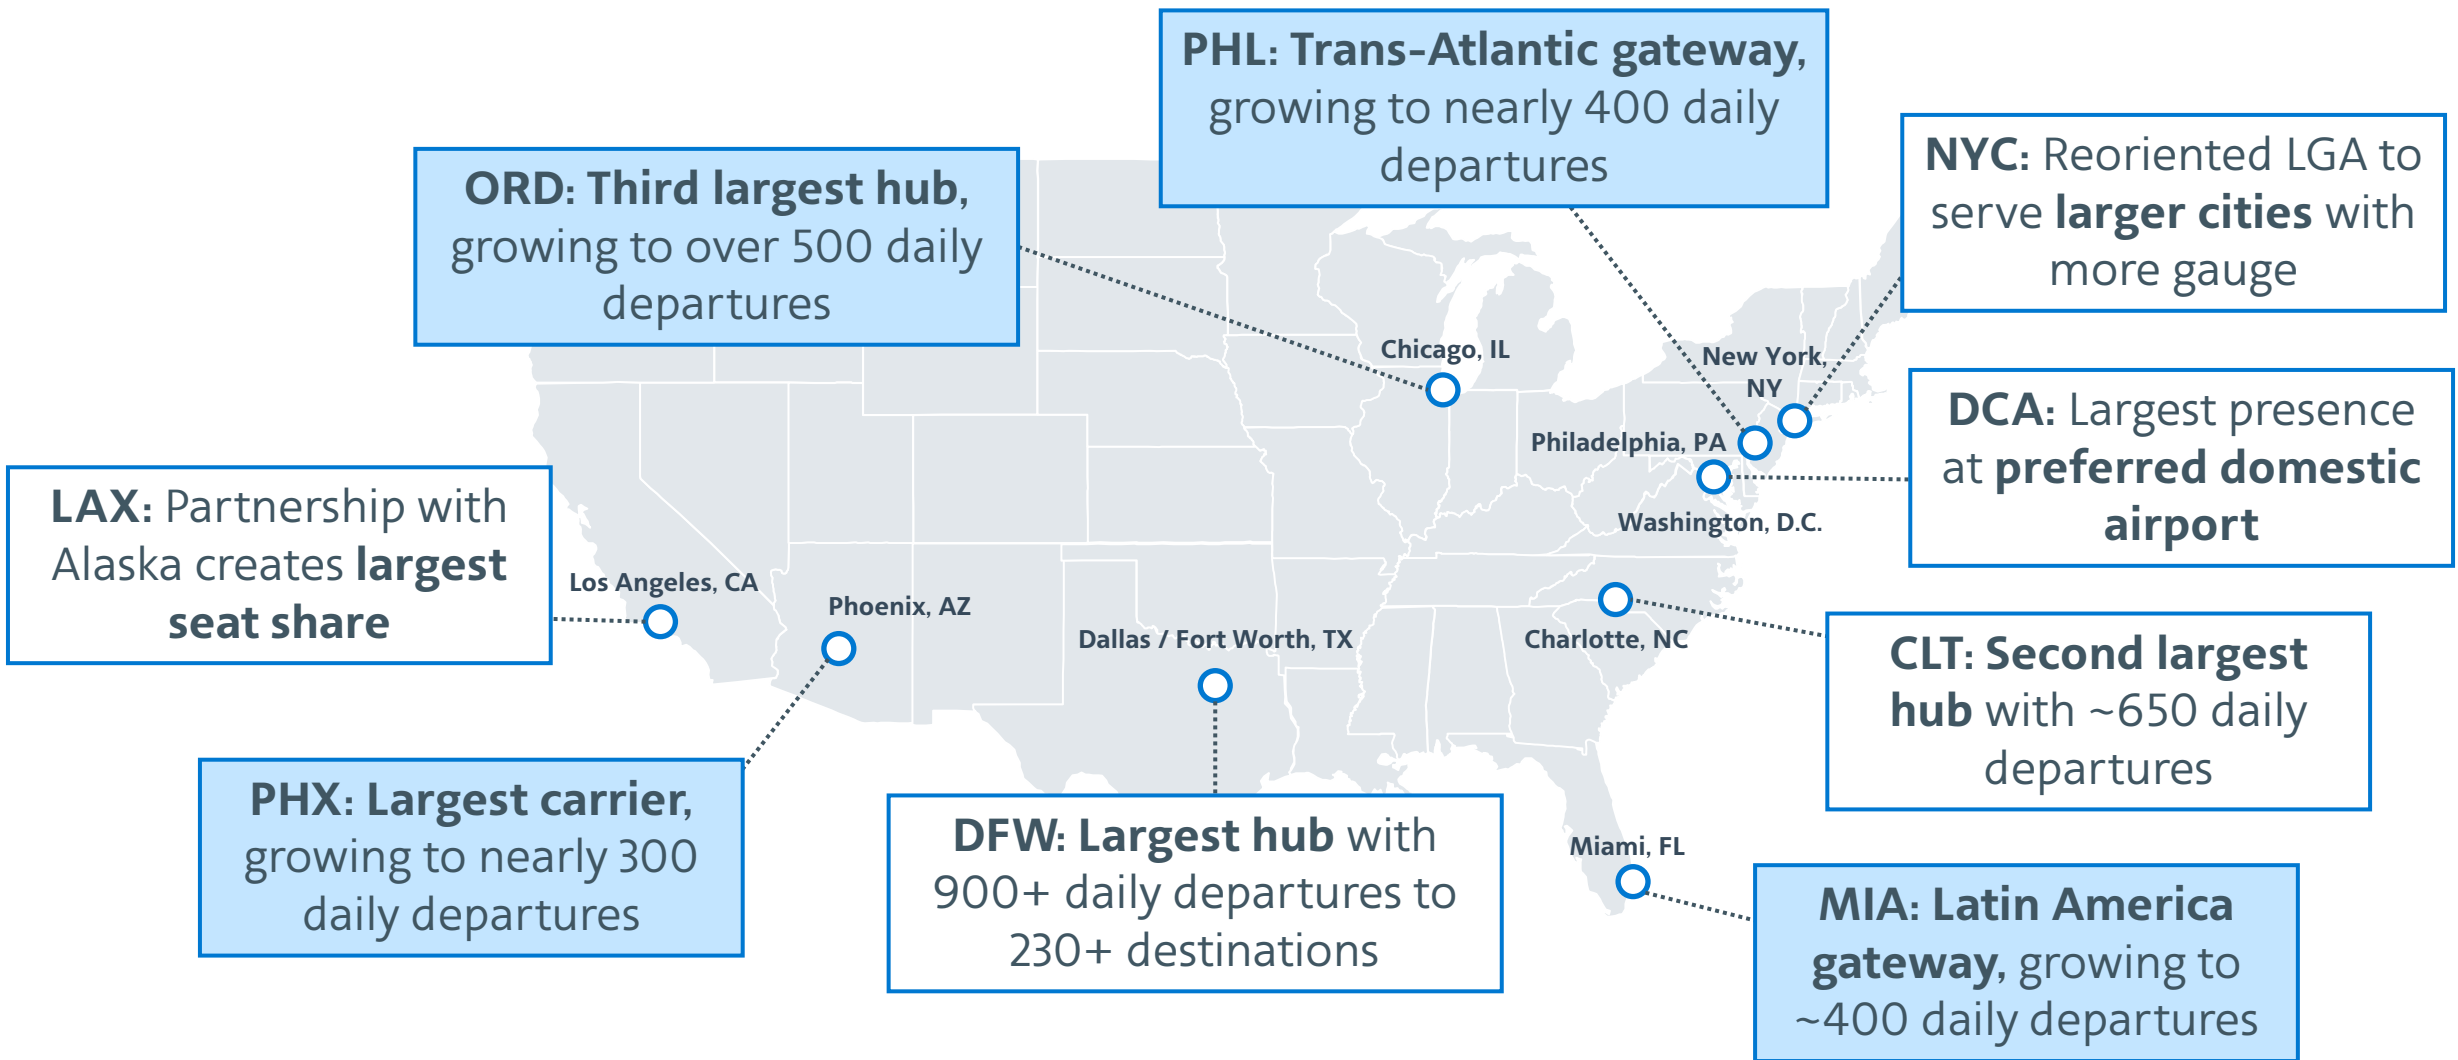 PHL: Trans-Atlantic gateway,
growing to nearly 400 daily
departures
NYC: Reoriented LGA to
serve larger cities with
more gauge
ORD: Third largest hub,
growing to over 500 daily
departures
Chicago, IL
New York,
NY
DCA: Largest presence
at preferred domestic
airport
Philadelphia, PA
Washington, D.C.
LAX: Partnership with
Alaska creates largest
seat share
Los Angeles, CA
Phoenix, AZ
Dallas / Fort Worth, TX
Charlotte, NC
CLT: Second largest
hub with ~650 daily
departures
PHX: Largest carrier,
growing to nearly 300
daily departures
DFW: Largest hub with
900+ daily departures to
230+ destinations
Miami, FL
MIA: Latin America
gateway, growing to
~400 daily departures